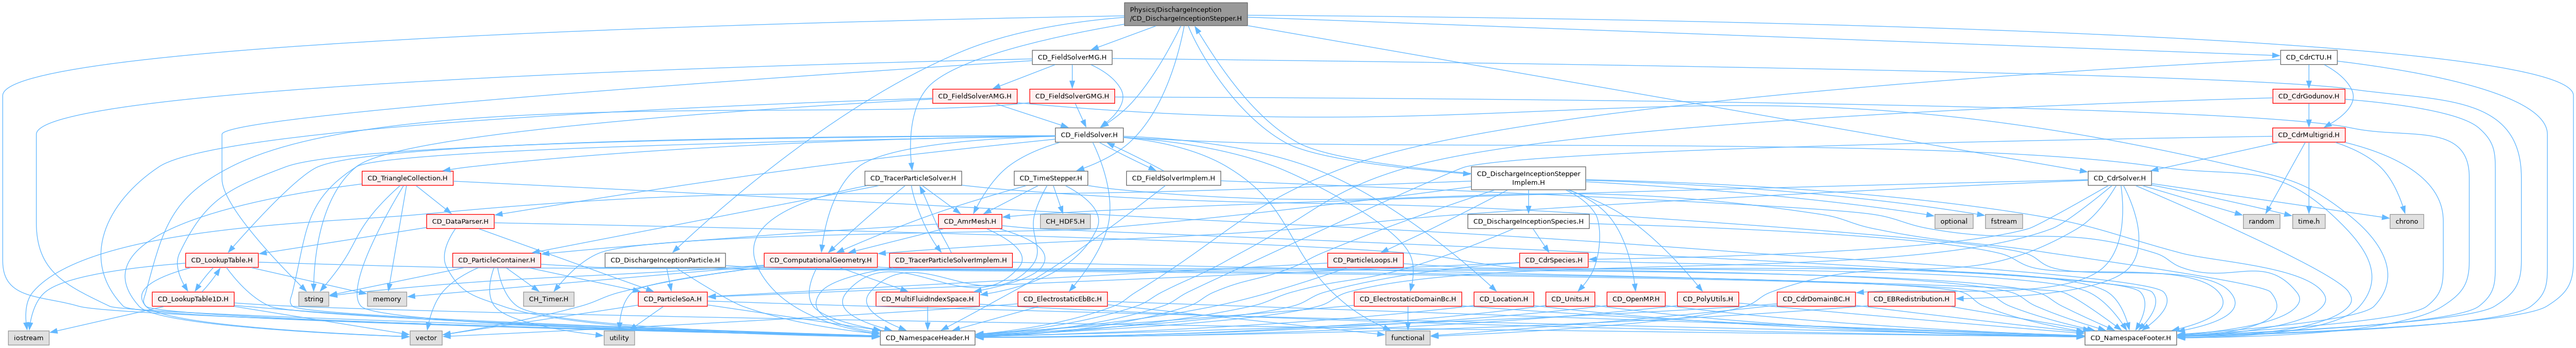 Physics/DischargeInception
/CD_DischargeInceptionStepper.H
CD_FieldSolverMG.H
CD_CdrCTU.H
CD_FieldSolverAMG.H
CD_FieldSolverGMG.H
CD_CdrGodunov.H
CD_FieldSolver.H
CD_CdrMultigrid.H
CD_TriangleCollection.H
CD_TracerParticleSolver.H
CD_TimeStepper.H
CD_FieldSolverImplem.H
CD_DischargeInceptionStepper
Implem.H
CD_CdrSolver.H
CD_DataParser.H
CD_AmrMesh.H
CH_HDF5.H
CD_DischargeInceptionSpecies.H
optional
fstream
random
time.h
chrono
CD_LookupTable.H
CD_ParticleContainer.H
CD_DischargeInceptionParticle.H
CD_ComputationalGeometry.H
CD_TracerParticleSolverImplem.H
CD_ParticleLoops.H
CD_CdrSpecies.H
CD_LookupTable1D.H
string
memory
CH_Timer.H
CD_ParticleSoA.H
CD_MultiFluidIndexSpace.H
CD_ElectrostaticEbBc.H
CD_ElectrostaticDomainBc.H
CD_Location.H
CD_Units.H
CD_OpenMP.H
CD_PolyUtils.H
CD_CdrDomainBC.H
CD_EBRedistribution.H
iostream
vector
utility
CD_NamespaceHeader.H
functional
CD_NamespaceFooter.H